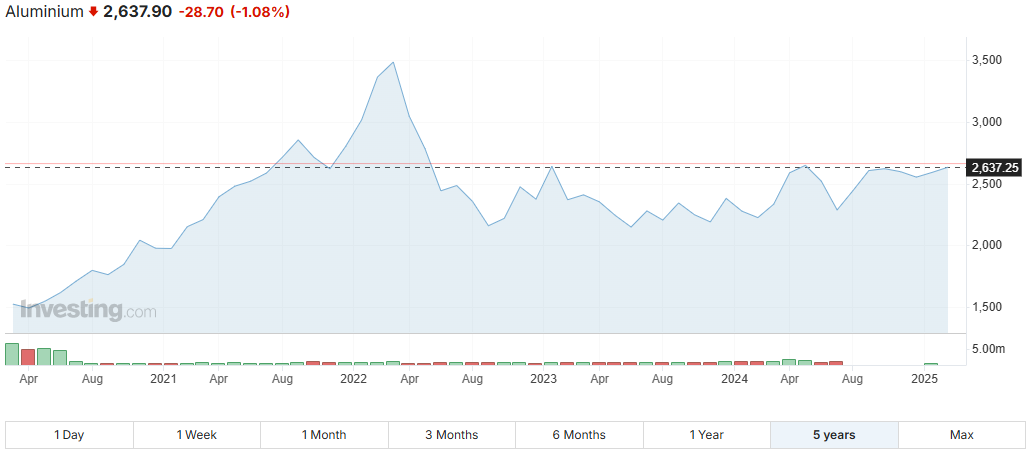 Aluminium 2,637.90 -28.70 (-1.08%)
3,500
3,000
2,637.25
2,500
2,000
1,500
Investing.com
5.00m
Apr Aug 2021 Apr Aug 2022 Apr Aug 2023 Apr Aug 2024 Apr Aug 2025
1 Day 1 Week 1 Month 3 Months 6 Months 1 Year 5 years Max